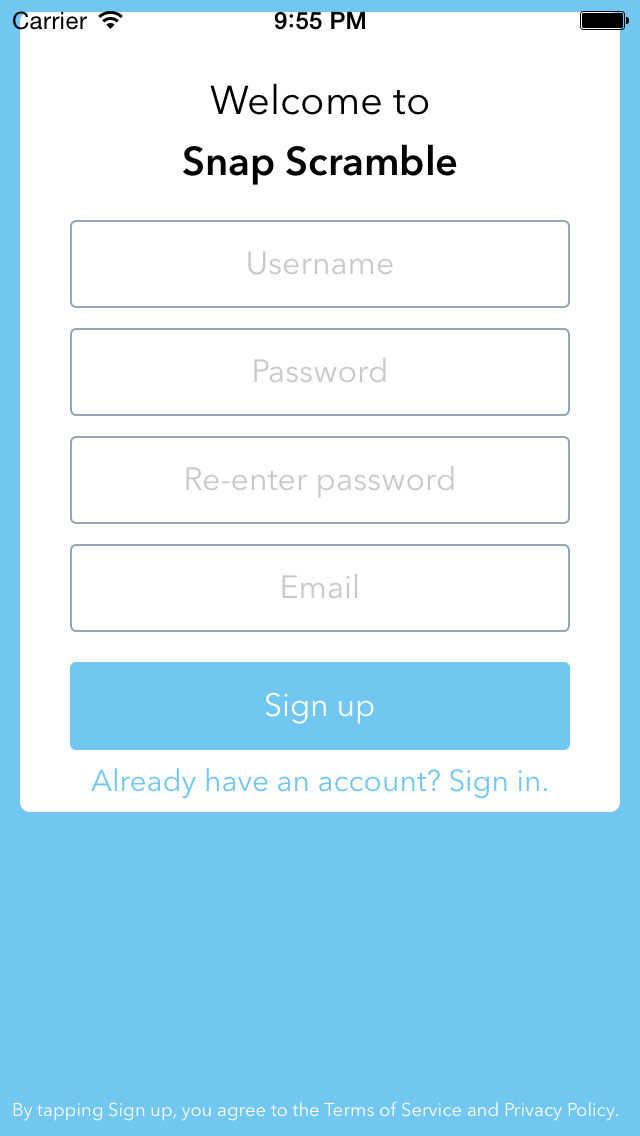 Carrier 9:55 PM
Welcome to
Snap Scramble
Username
Password
Re-enter password
Email
Sign up
Already have an account? Sign in.
By tapping Sign up, you agree to the Terms of Service and Privacy Policy.